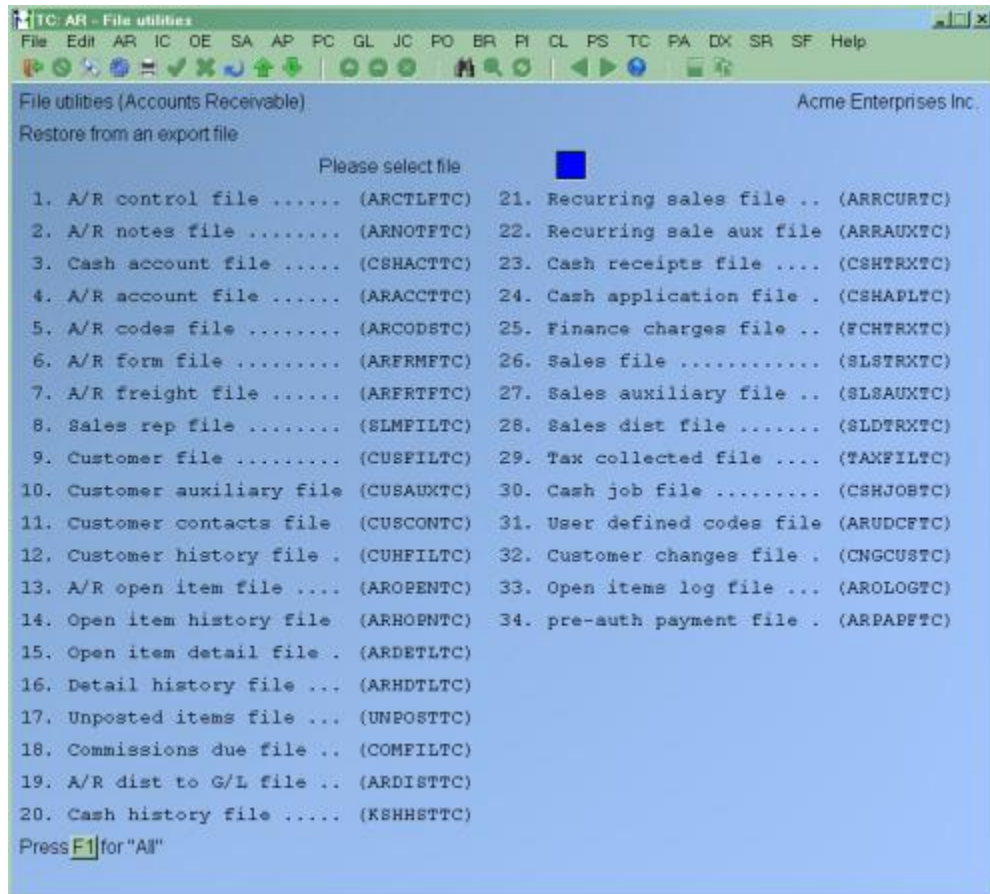 TC: AR - File utilities
File Edit AR IC OE SA AP PC GL JC PO BR PI CL PS TC PA DX SR SF Help
File utilities (Accounts Receivable) Acme Enterprises Inc.
Restore from an export file
Please select file
1. A/R control file ...... (ARCTLFTC) 21. Recurring sales file .. (ARRCURTC)
2. A/R notes file ........ (ARNOTFTC) 22. Recurring sale aux file (ARRAUXTC)
3. Cash account file ..... (CSHACTTC) 23. Cash receipts file .... (CSHTRXTC)
4. A/R account file ...... (ARACCTTC) 24. Cash application file . (CSHAPLTC)
5. A/R codes file ........ (ARCODSTC) 25. Finance charges file .. (FCHTRXTC)
6. A/R form file ......... (ARFRMFTC) 26. Sales file ............ (SLSTRXTC)
7. A/R freight file ...... (ARFRTFTC) 27. Sales auxiliary file .. (SLSAUXTC)
8. Sales rep file ........ (SLMFILTC) 28. Sales dist file ....... (SLDTRXTC)
9. Customer file ......... (CUSFILTC) 29. Tax collected file .... (TAXFILTC)
10. Customer auxiliary file (CUSAUXTC) 30. Cash job file ......... (CSHJOBTC)
11. Customer contacts file (CUSCONTC) 31. User defined codes file (ARUDCFTC)
12. Customer history file . (CUHFILTC) 32. Customer changes file . (CNGCUSTC)
13. A/R open item file .... (AROPENTC) 33. Open items log file ... (AROLOGTC)
14. Open item history file (ARHOPNTC) 34. pre-auth payment file . (ARPAPFTC)
15. Open item detail file . (ARDETLTC)
16. Detail history file ... (ARHDTLTC)
17. Unposted items file ... (UNPOSTTC)
18. Commissions due file .. (COMFILTC)
19. A/R dist to G/L file .. (ARDISTTC)
20. Cash history file ..... (KSHHSTTC)
Press F1 for "All"